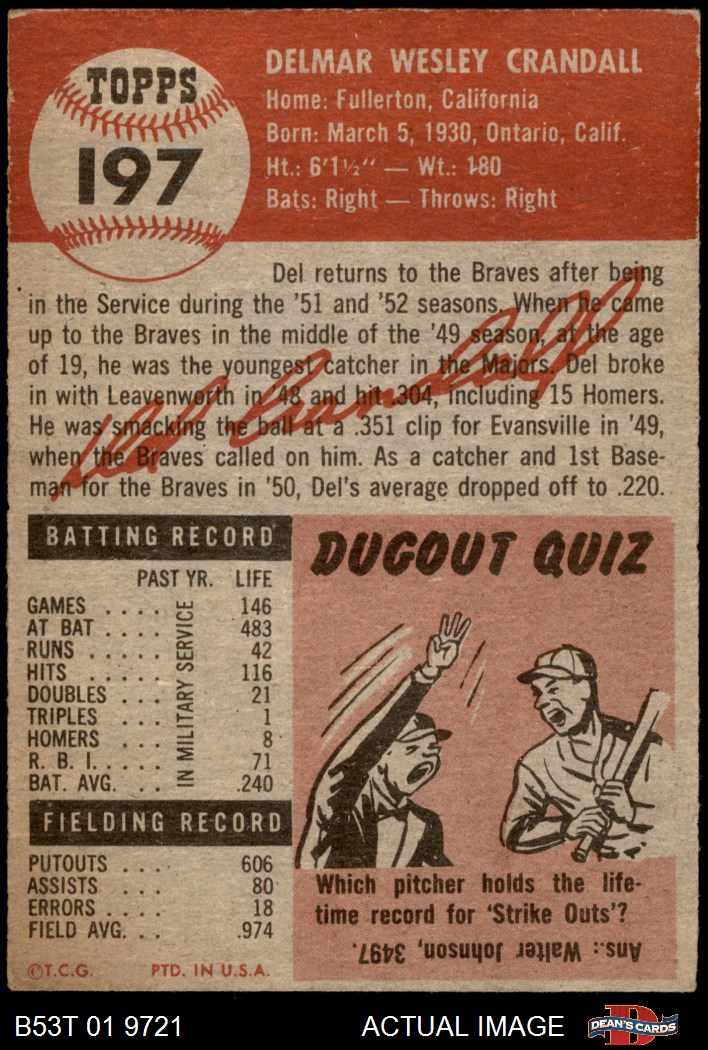 TOPPS
197
DELMAR WESLEY CRANDALL
Home: Fullerton, California
Born: March 5, 1930, Ontario, Calif.
Ht.: 6'1½" — Wt.: 180
Bats: Right — Throws: Right
Del returns to the Braves after being
in the Service during the '51 and '52 seasons. When he came
up to the Braves in the middle of the '49 season, at the age
of 19, he was the youngest catcher in the Majors. Del broke
in with Leavenworth in '48 and hit .304, including 15 Homers.
He was smacking the ball at a .351 clip for Evansville in '49,
when the Braves called on him. As a catcher and 1st Base-
man for the Braves in '50, Del's average dropped off to .220.
Del Crandall
BATTING RECORD
PAST YR. LIFE
GAMES .... 146
AT BAT .... 483
RUNS ..... 42
HITS ..... 116
DOUBLES ... 21
TRIPLES ... 1
HOMERS ... 8
R. B. I. .... 71
BAT. AVG. ... .240
IN MILITARY SERVICE
FIELDING RECORD
PUTOUTS .... 606
ASSISTS ... 80
ERRORS .... 18
FIELD AVG. .. .974
©T.C.G. PTD. IN U.S.A.
DUGOUT QUIZ
Which pitcher holds the life-
time record for 'Strike Outs'?
Ans.: Walter Johnson, 3497.
B53T 01 9721 ACTUAL IMAGE
D
DEAN'S CARDS